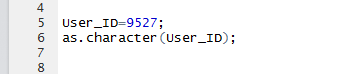 4
5 User_ID=9527;
6 as.character(User_ID);
7
8